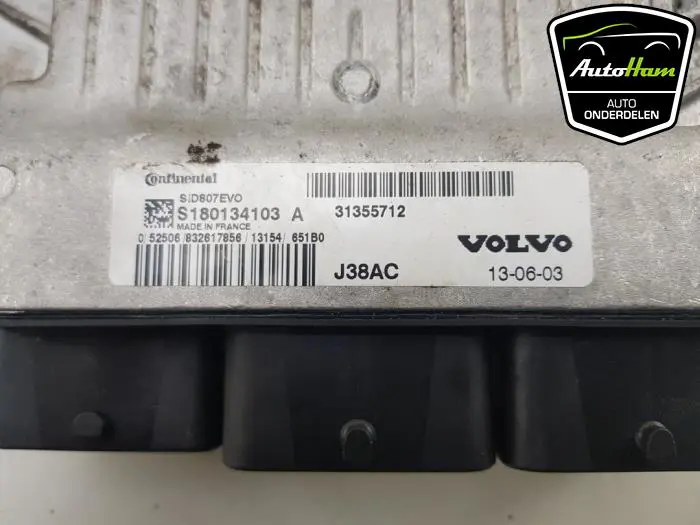 AutoHam
AUTO
ONDERDELEN
Continental
SID807EVO
S180134103 A
MADE IN FRANCE
0 52506 /832617856 /13154/ 651B0
31355712
VOLVO
J38AC
13-06-03